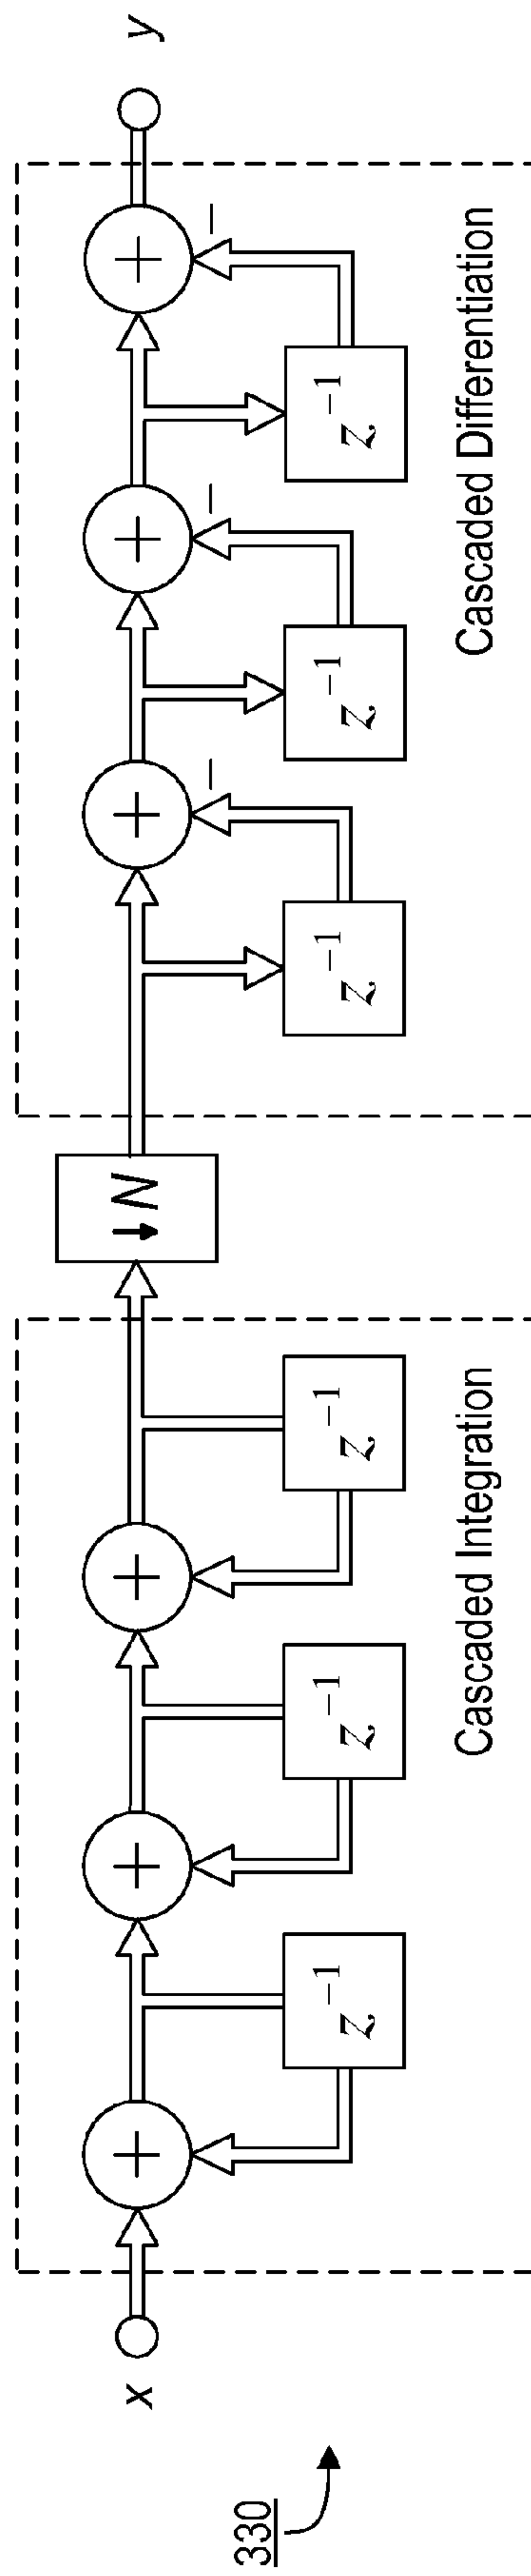 330
x
+
z⁻¹
+
z⁻¹
+
z⁻¹
Cascaded Integration
↓N
z⁻¹
+
−
z⁻¹
+
−
z⁻¹
+
−
Cascaded Differentiation
y